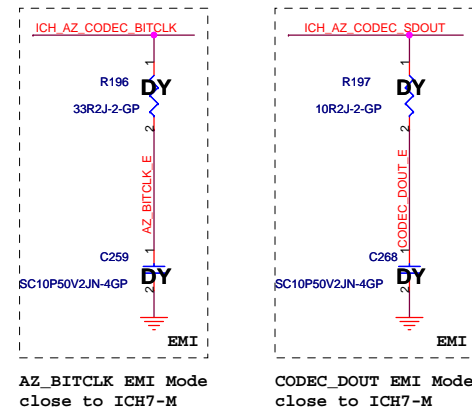 ICH_AZ_CODEC_BITCLK
1
R196
DY
33R2J-2-GP
2
AZ_BITCLK_E
C259
1
DY
SC10P50V2JN-4GP
2
EMI
AZ_BITCLK EMI Mode
close to ICH7-M
ICH_AZ_CODEC_SDOUT
1
R197
DY
10R2J-2-GP
2
CODEC_DOUT_E
C268
1
DY
SC10P50V2JN-4GP
2
EMI
CODEC_DOUT EMI Mode
close to ICH7-M